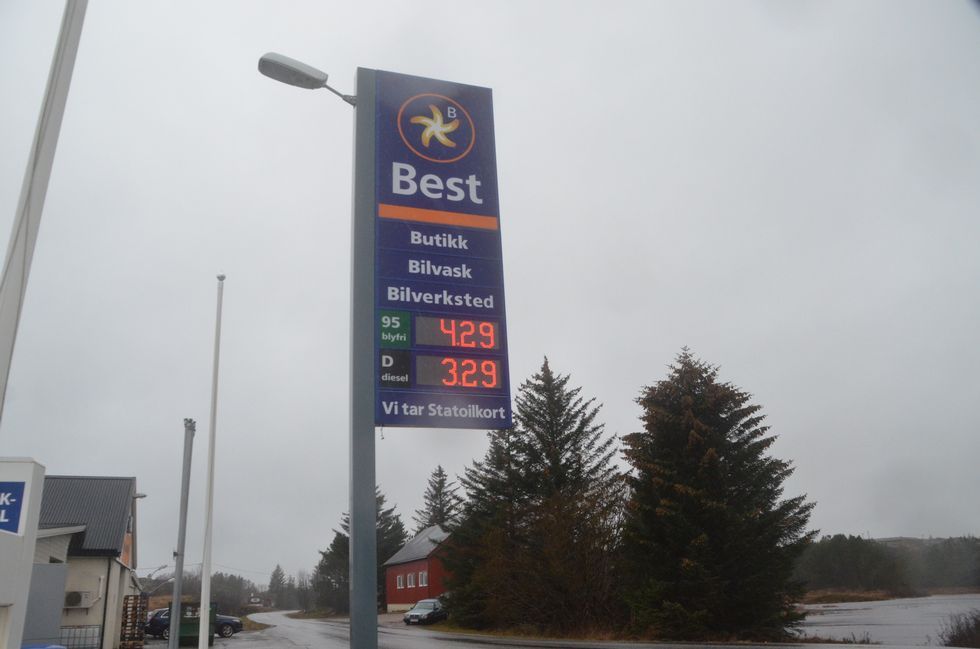 B
Best
Butikk
Bilvask
Bilverksted
95
blyfri
4.29
D
diesel
3.29
Vi tar Statoilkort
K-
L